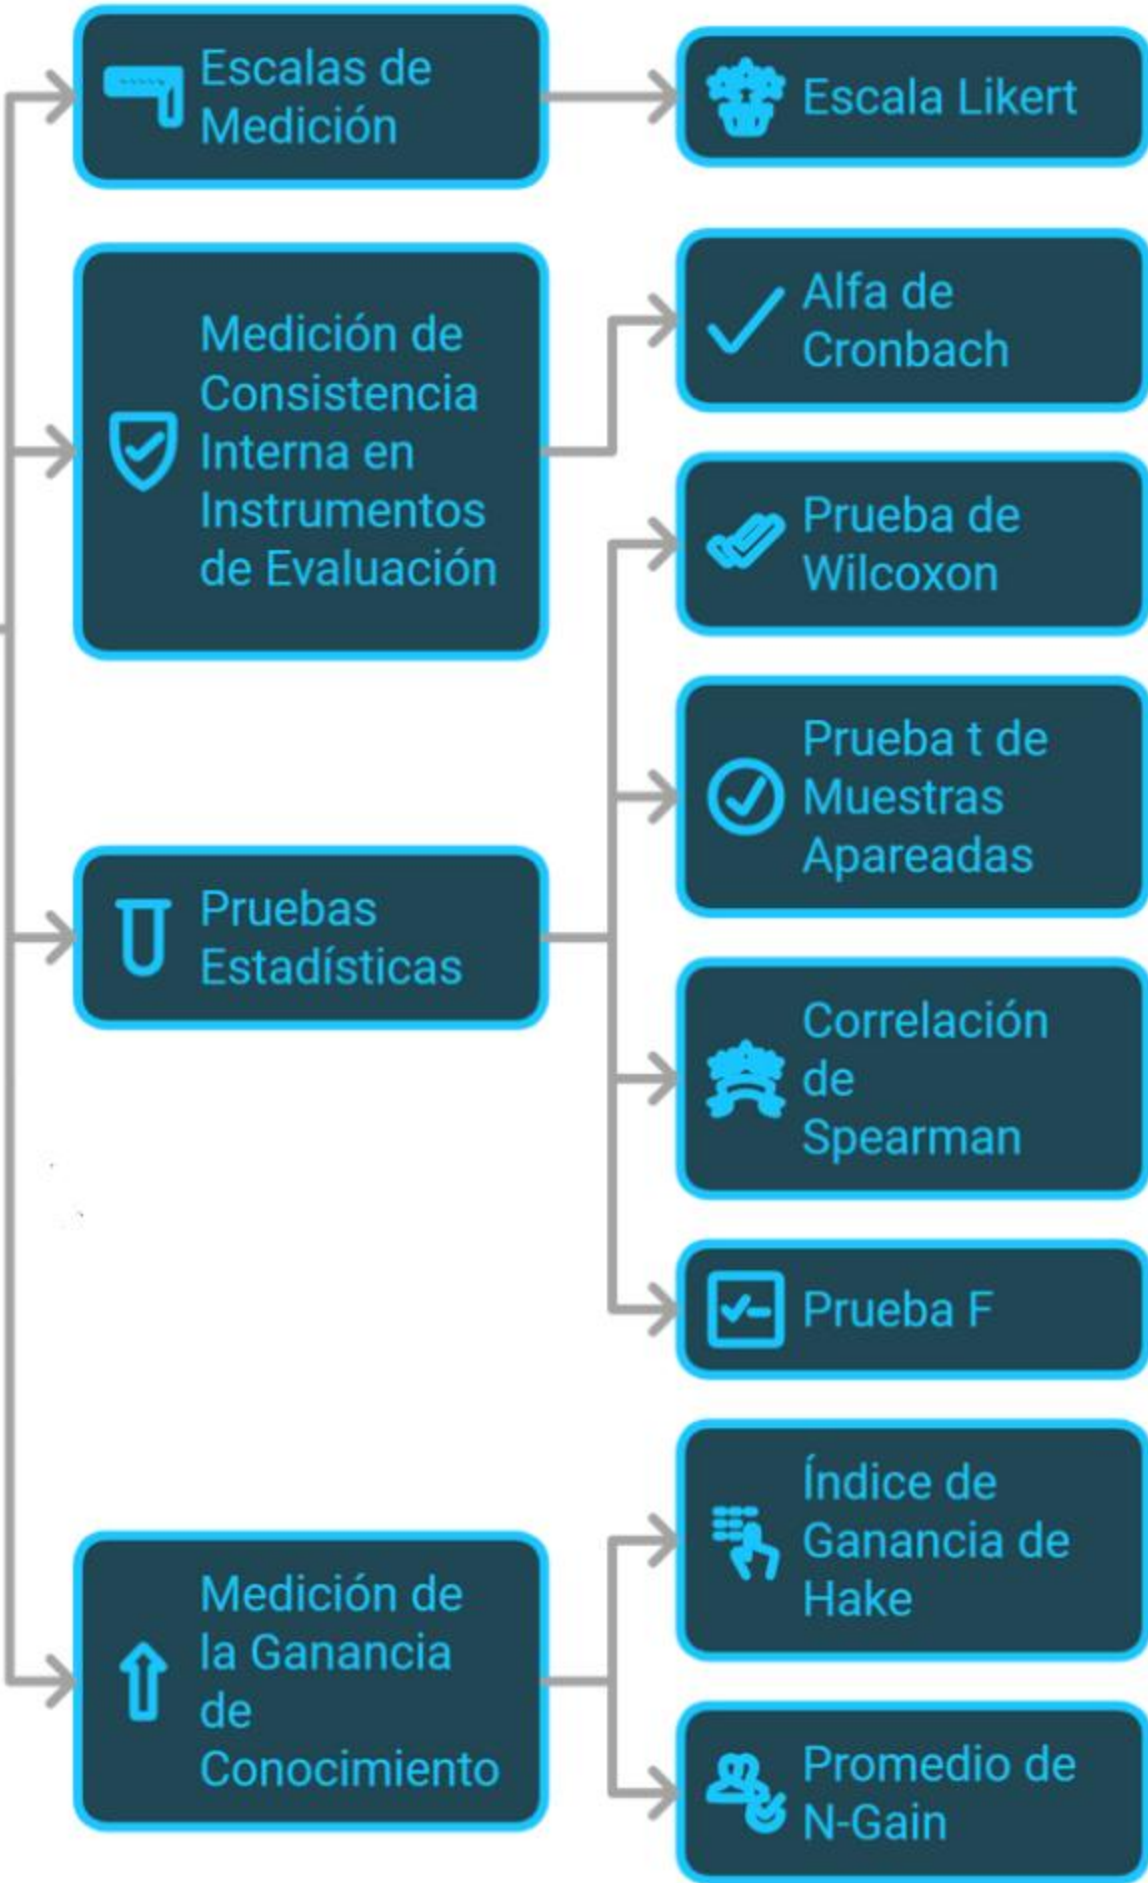 Escalas de
Medición
Escala Likert
Medición de
Consistencia
Interna en
Instrumentos
de Evaluación
Alfa de
Cronbach
Pruebas
Estadísticas
Prueba de
Wilcoxon
Prueba t de
Muestras
Apareadas
Correlación
de
Spearman
Prueba F
Medición de
la Ganancia
de
Conocimiento
Índice de
Ganancia de
Hake
Promedio de
N-Gain